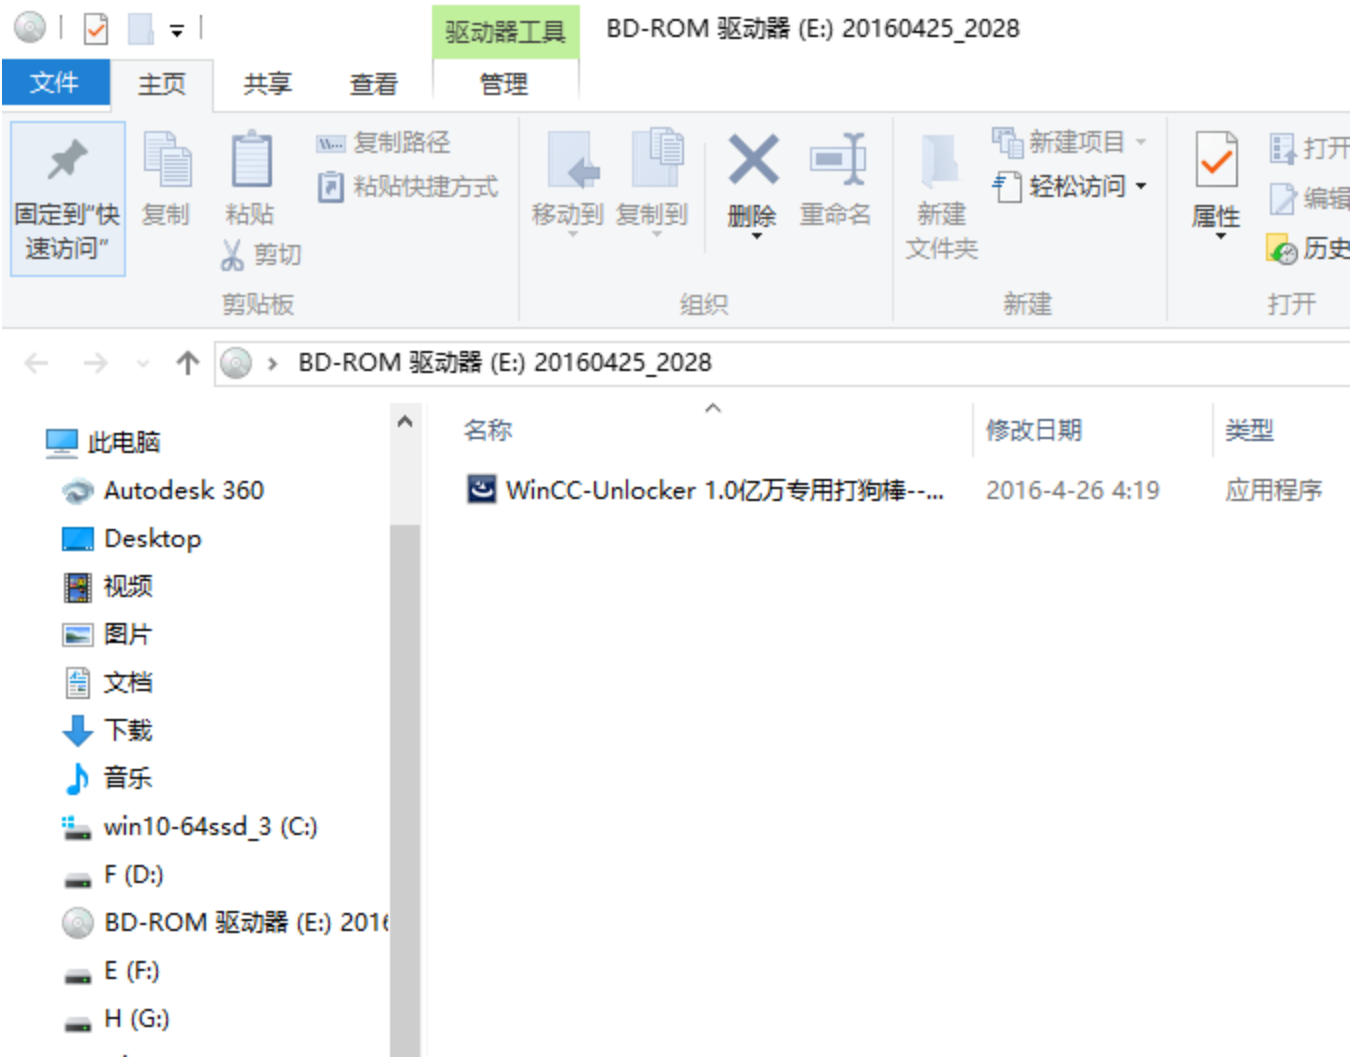 驱动器工具
BD-ROM 驱动器 (E:) 20160425_2028
文件
主页
共享
查看
管理
固定到"快
速访问"
复制
粘贴
复制路径
粘贴快捷方式
剪切
剪贴板
移动到
复制到
删除
重命名
组织
新建
文件夹
新建项目
轻松访问
新建
属性
打开
编辑
历史
打开
BD-ROM 驱动器 (E:) 20160425_2028
此电脑
Autodesk 360
Desktop
视频
图片
文档
下载
音乐
win10-64ssd_3 (C:)
F (D:)
BD-ROM 驱动器 (E:) 2016
E (F:)
H (G:)
名称
修改日期
类型
WinCC-Unlocker 1.0亿万专用打狗棒--...
2016-4-26 4:19
应用程序